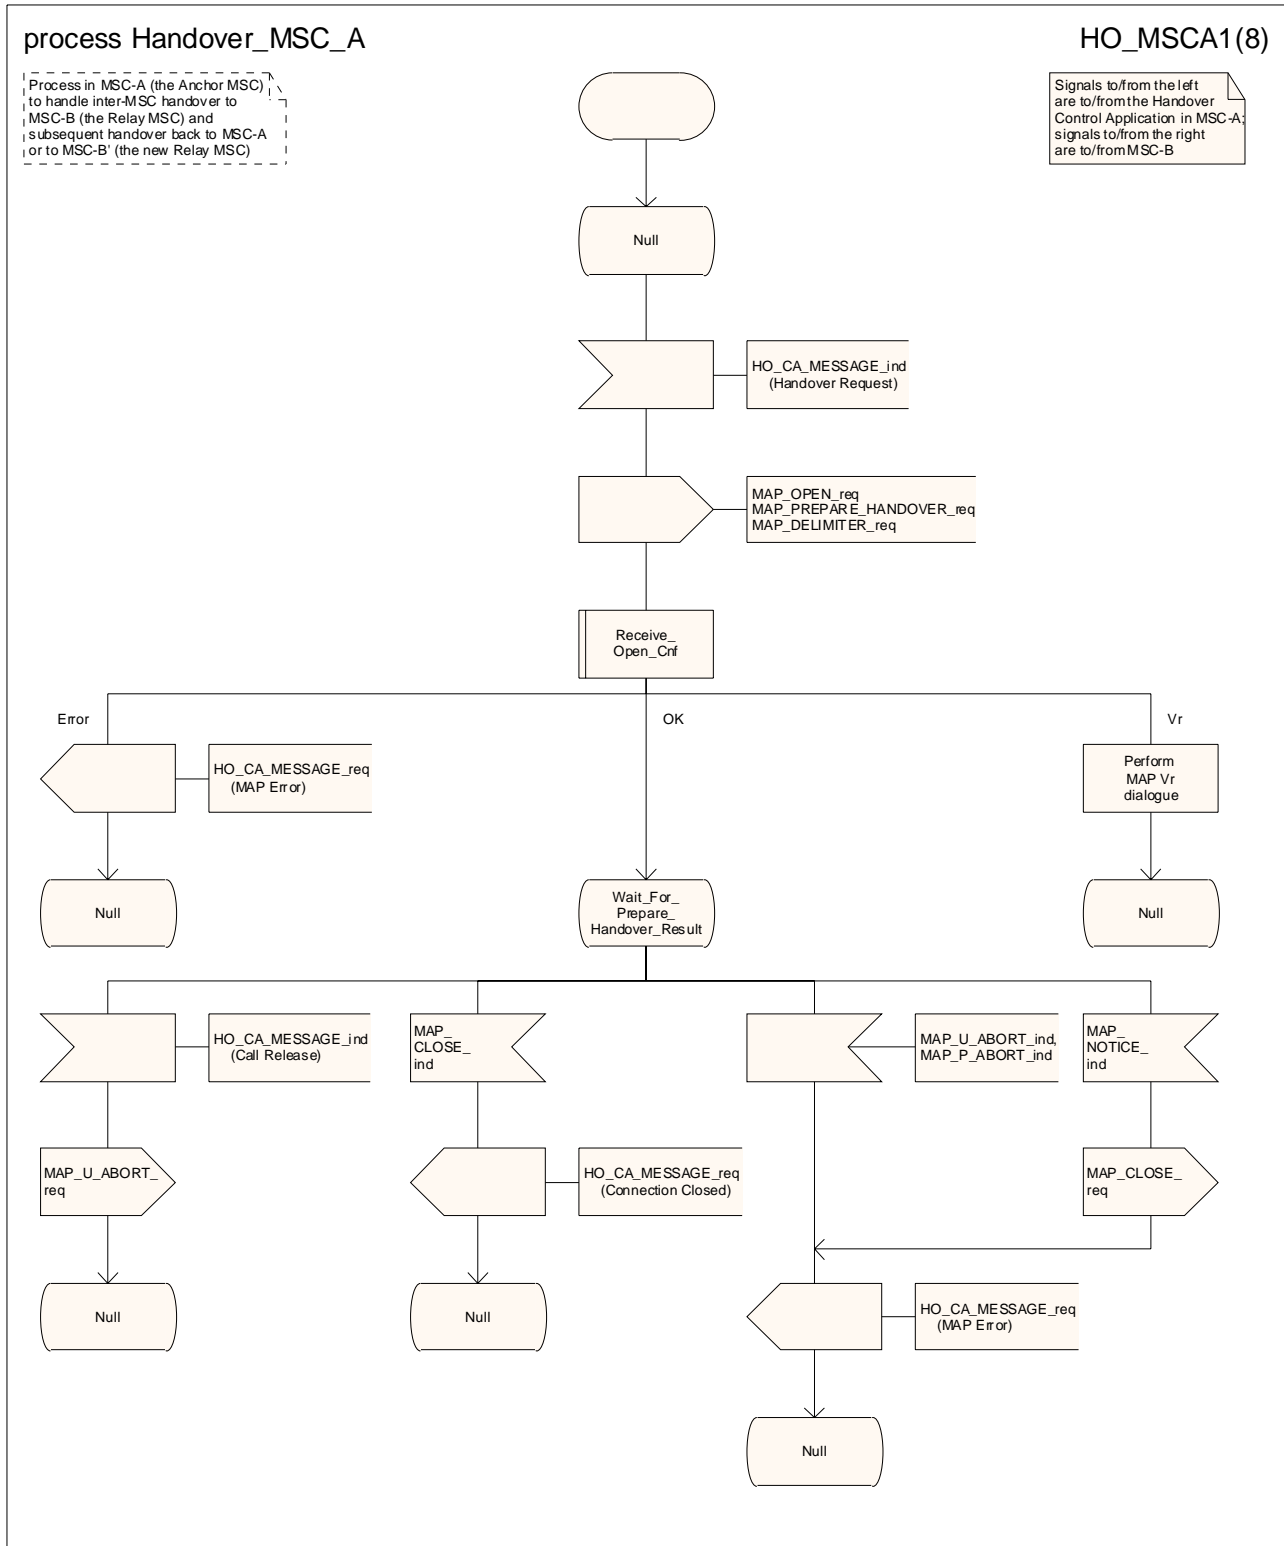 process Handover_MSC_A
HO_MSCA1(8)
Process in MSC-A (the Anchor MSC)
to handle inter-MSC handover to
MSC-B (the Relay MSC) and
subsequent handover back to MSC-A
or to MSC-B' (the new Relay MSC)
Signals to/from the left
are to/from the Handover
Control Application in MSC-A;
signals to/from the right
are to/from MSC-B
Null
HO_CA_MESSAGE_ind
(Handover Request)
MAP_OPEN_req
MAP_PREPARE_HANDOVER_req
MAP_DELIMITER_req
Receive_
Open_Cnf
Error
OK
Vr
HO_CA_MESSAGE_req
(MAP Error)
Perform
MAP Vr
dialogue
Null
Wait_For_
Prepare_
Handover_Result
Null
HO_CA_MESSAGE_ind
(Call Release)
MAP_
CLOSE_
ind
MAP_U_ABORT_ind,
MAP_P_ABORT_ind
MAP_
NOTICE_
ind
MAP_U_ABORT_
req
HO_CA_MESSAGE_req
(Connection Closed)
MAP_CLOSE_
req
Null
Null
HO_CA_MESSAGE_req
(MAP Error)
Null